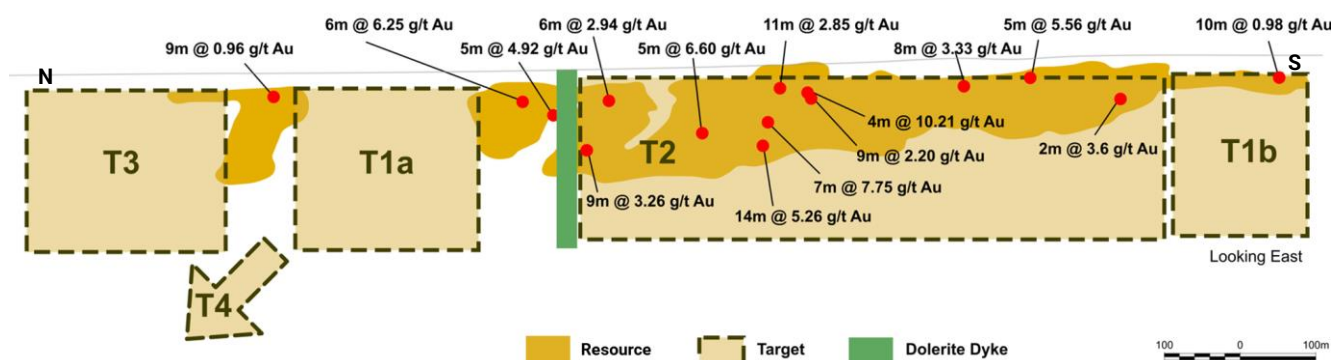 6m @ 6.25 g/t Au
6m @ 2.94 g/t Au
11m @ 2.85 g/t Au
5m @ 5.56 g/t Au
10m @ 0.98 g/t Au
9m @ 0.96 g/t Au
5m @ 4.92 g/t Au
5m @ 6.60 g/t Au
8m @ 3.33 g/t Au
N
S
4m @ 10.21 g/t Au
T3
T1a
T2
9m @ 2.20 g/t Au
2m @ 3.6 g/t Au
T1b
7m @ 7.75 g/t Au
9m @ 3.26 g/t Au
14m @ 5.26 g/t Au
Looking East
T4
Resource
Target
Dolerite Dyke
100 0 100m